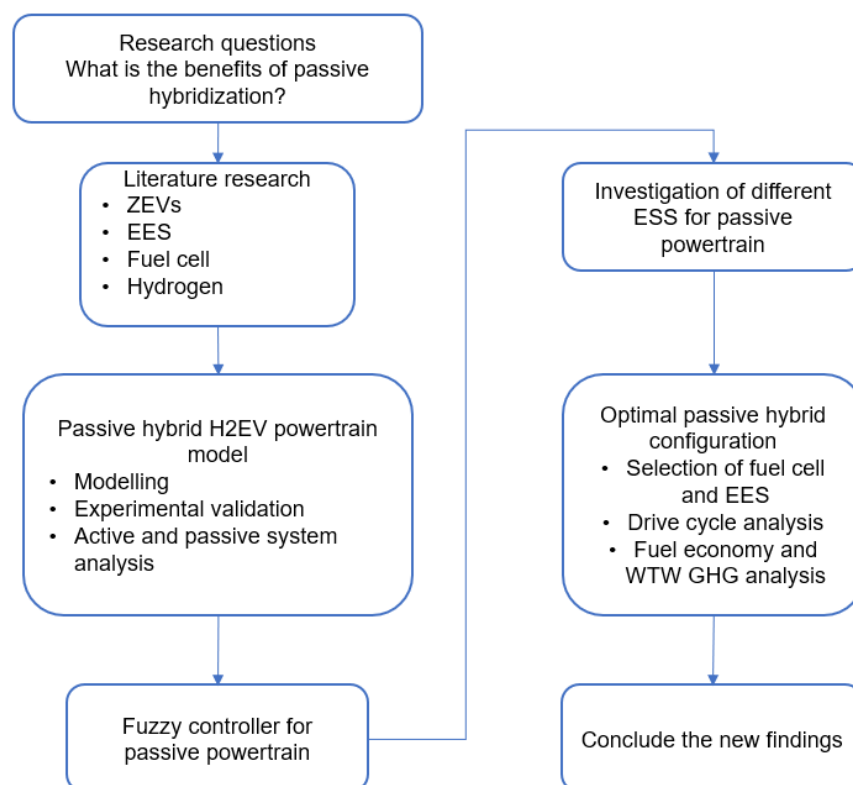 Research questions
What is the benefits of passive
hybridization?
Literature research
• ZEVs
• EES
• Fuel cell
• Hydrogen
Passive hybrid H2EV powertrain
model
• Modelling
• Experimental validation
• Active and passive system
analysis
Fuzzy controller for
passive powertrain
Investigation of different
ESS for passive
powertrain
Optimal passive hybrid
configuration
• Selection of fuel cell
and EES
• Drive cycle analysis
• Fuel economy and
WTW GHG analysis
Conclude the new findings